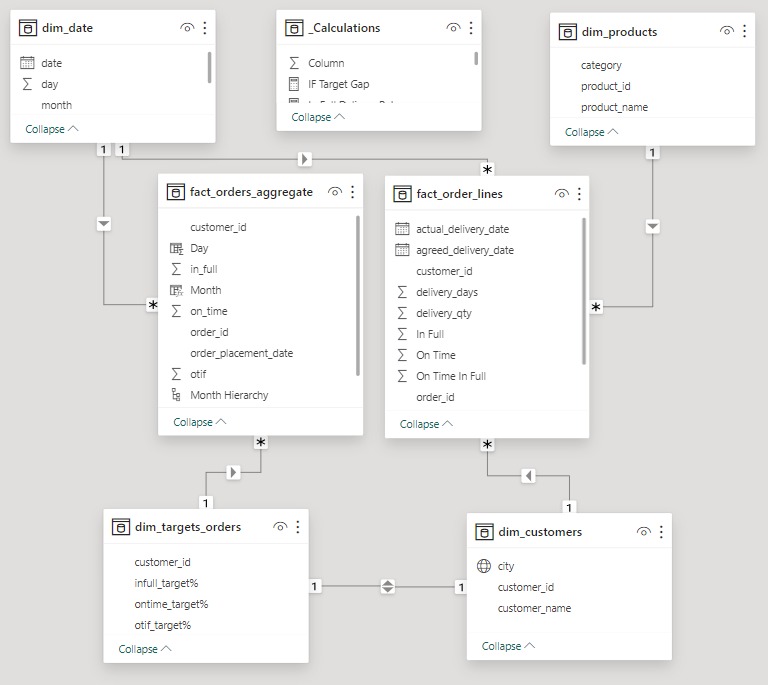 dim_date
date
day
month
Collapse
_Calculations
Column
IF Target Gap
Collapse
dim_products
category
product_id
product_name
Collapse
1
1
1
*
fact_orders_aggregate
customer_id
Day
in_full
Month
on_time
order_id
order_placement_date
otif
Month Hierarchy
Collapse
*
fact_order_lines
actual_delivery_date
agreed_delivery_date
customer_id
delivery_days
delivery_qty
In Full
On Time
On Time In Full
order_id
Collapse
*
*
*
1
1
dim_targets_orders
customer_id
infull_target%
ontime_target%
otif_target%
Collapse
1
1
dim_customers
city
customer_id
customer_name
Collapse